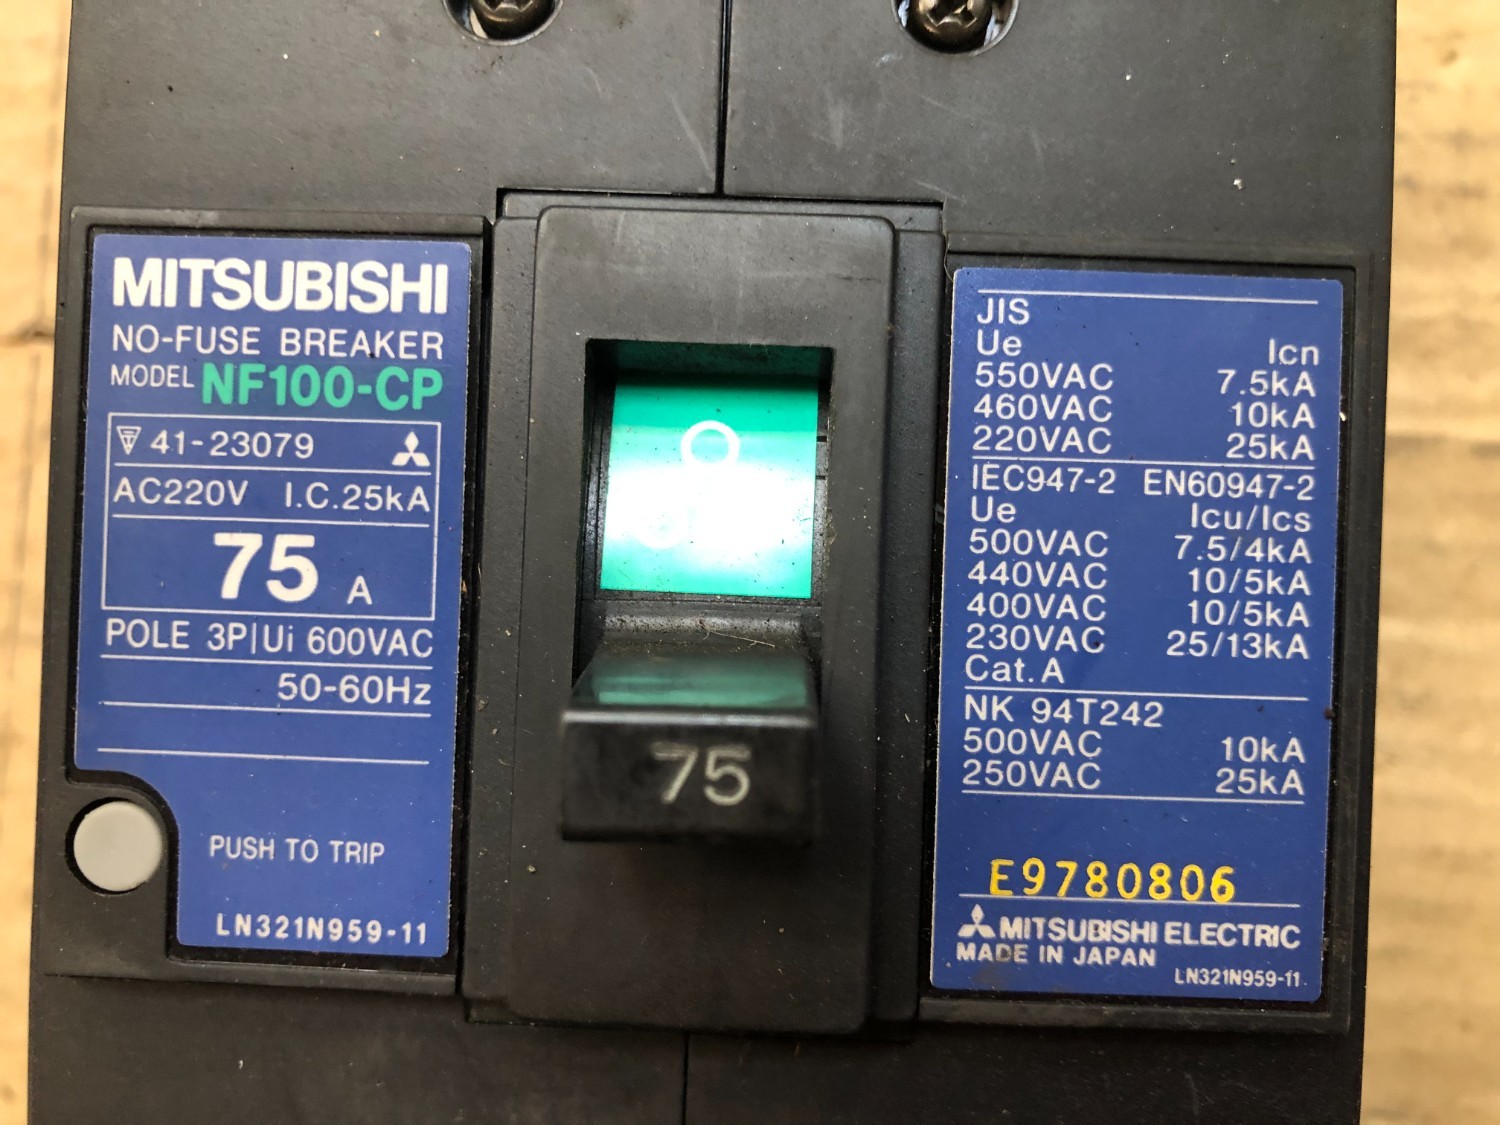 MITSUBISHI
NO-FUSE BREAKER
MODEL NF100-CP
41-23079
AC220V I.C.25kA
75 A
POLE 3P|Ui 600VAC
50-60Hz
PUSH TO TRIP
LN321N959-11
75
JIS
Ue Icn
550VAC 7.5kA
460VAC 10kA
220VAC 25kA
IEC947-2 EN60947-2
Ue Icu/Ics
500VAC 7.5/4kA
440VAC 10/5kA
400VAC 10/5kA
230VAC 25/13kA
Cat. A
NK 94T242
500VAC 10kA
250VAC 25kA
E9780806
MITSUBISHI ELECTRIC
MADE IN JAPAN
LN321N959-11